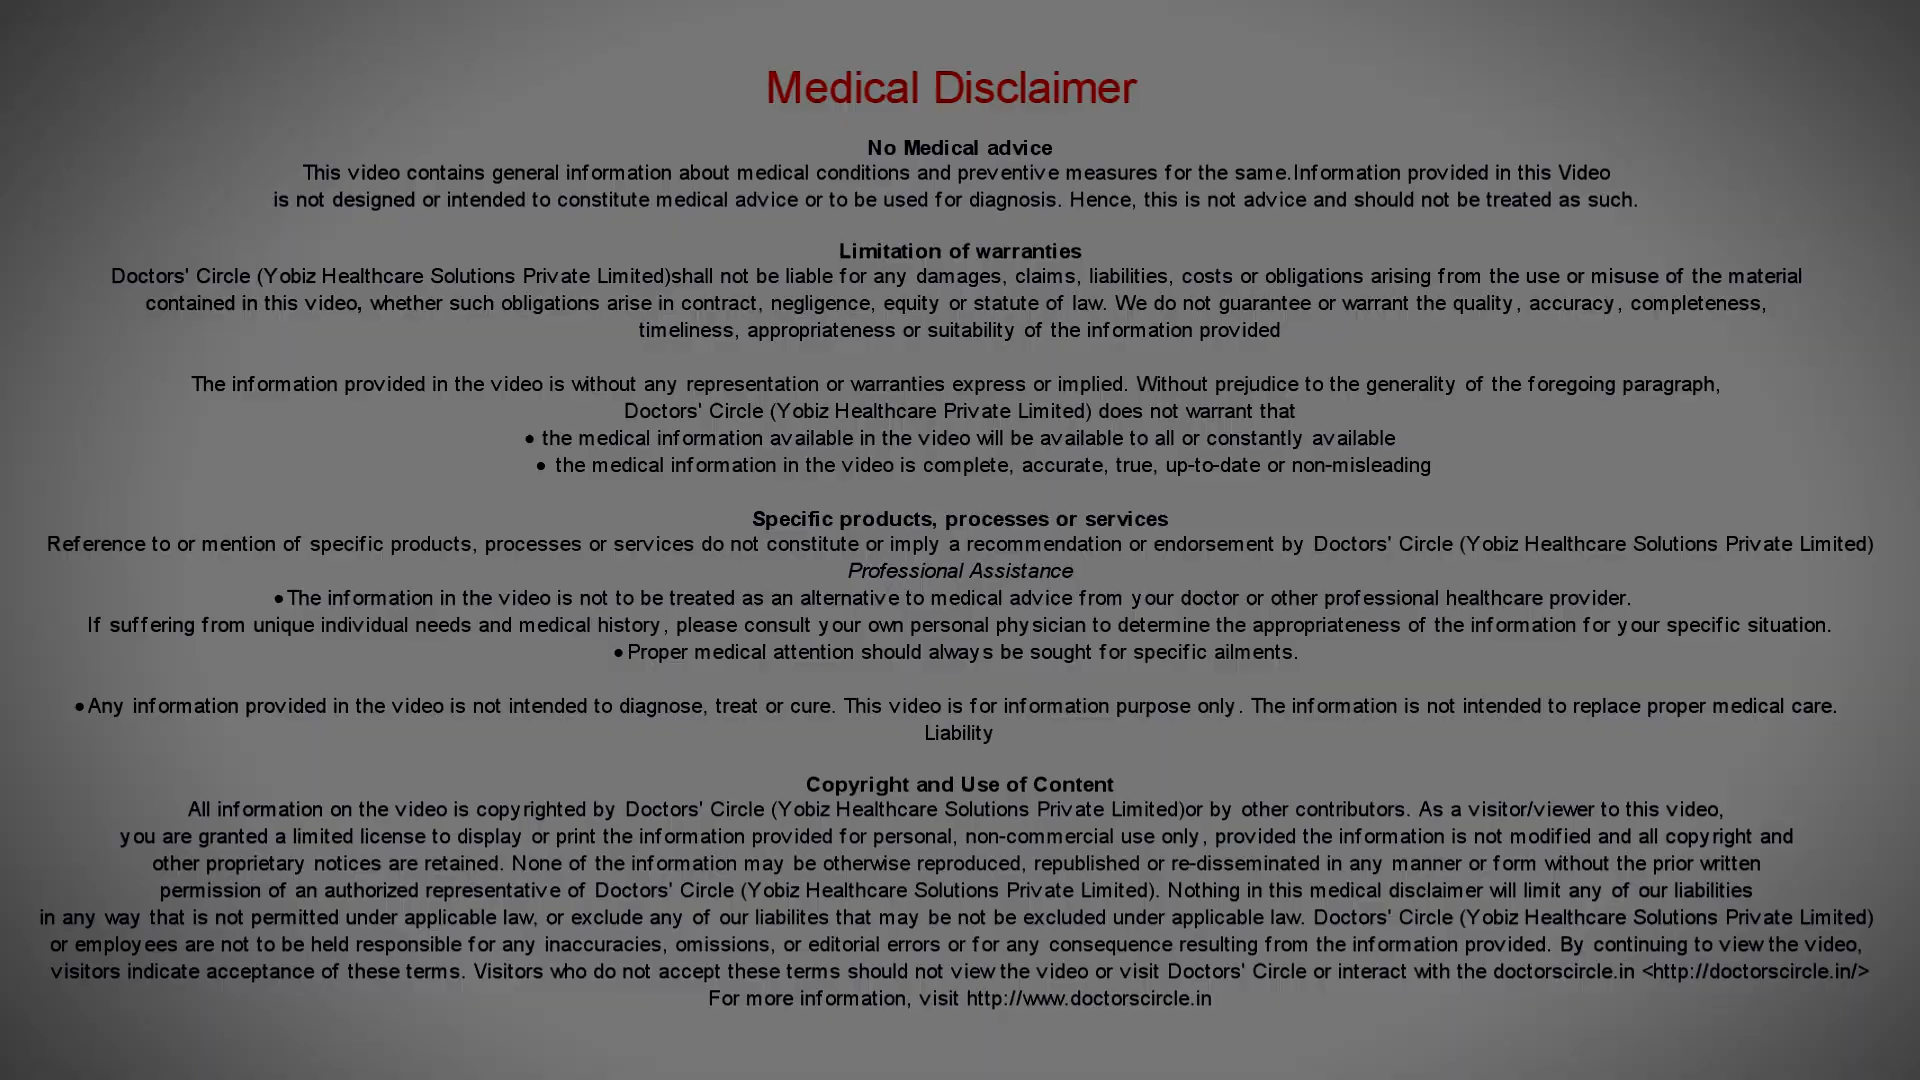 Medical Disclaimer
No Medical advice
This video contains general information about medical conditions and preventive measures for the same.Information provided in this Video
is not designed or intended to constitute medical advice or to be used for diagnosis. Hence, this is not advice and should not be treated as such.
Limitation of warranties
Doctors' Circle (Yobiz Healthcare Solutions Private Limited)shall not be liable for any damages, claims, liabilities, costs or obligations arising from the use or misuse of the material
contained in this video, whether such obligations arise in contract, negligence, equity or statute of law. We do not guarantee or warrant the quality, accuracy, completeness,
timeliness, appropriateness or suitability of the information provided
The information provided in the video is without any representation or warranties express or implied. Without prejudice to the generality of the foregoing paragraph,
Doctors' Circle (Yobiz Healthcare Private Limited) does not warrant that
• the medical information available in the video will be available to all or constantly available
• the medical information in the video is complete, accurate, true, up-to-date or non-misleading
Specific products, processes or services
Reference to or mention of specific products, processes or services do not constitute or imply a recommendation or endorsement by Doctors' Circle (Yobiz Healthcare Solutions Private Limited)
Professional Assistance
•The information in the video is not to be treated as an alternative to medical advice from your doctor or other professional healthcare provider.
If suffering from unique individual needs and medical history, please consult your own personal physician to determine the appropriateness of the information for your specific situation.
•Proper medical attention should always be sought for specific ailments.
•Any information provided in the video is not intended to diagnose, treat or cure. This video is for information purpose only. The information is not intended to replace proper medical care.
Liability
Copyright and Use of Content
All information on the video is copyrighted by Doctors' Circle (Yobiz Healthcare Solutions Private Limited)or by other contributors. As a visitor/viewer to this video,
you are granted a limited license to display or print the information provided for personal, non-commercial use only, provided the information is not modified and all copyright and
other proprietary notices are retained. None of the information may be otherwise reproduced, republished or re-disseminated in any manner or form without the prior written
permission of an authorized representative of Doctors' Circle (Yobiz Healthcare Solutions Private Limited). Nothing in this medical disclaimer will limit any of our liabilities
in any way that is not permitted under applicable law, or exclude any of our liabilites that may be not be excluded under applicable law. Doctors' Circle (Yobiz Healthcare Solutions Private Limited)
or employees are not to be held responsible for any inaccuracies, omissions, or editorial errors or for any consequence resulting from the information provided. By continuing to view the video,
visitors indicate acceptance of these terms. Visitors who do not accept these terms should not view the video or visit Doctors' Circle or interact with the doctorscircle.in <http://doctorscircle.in/>
For more information, visit http://www.doctorscircle.in